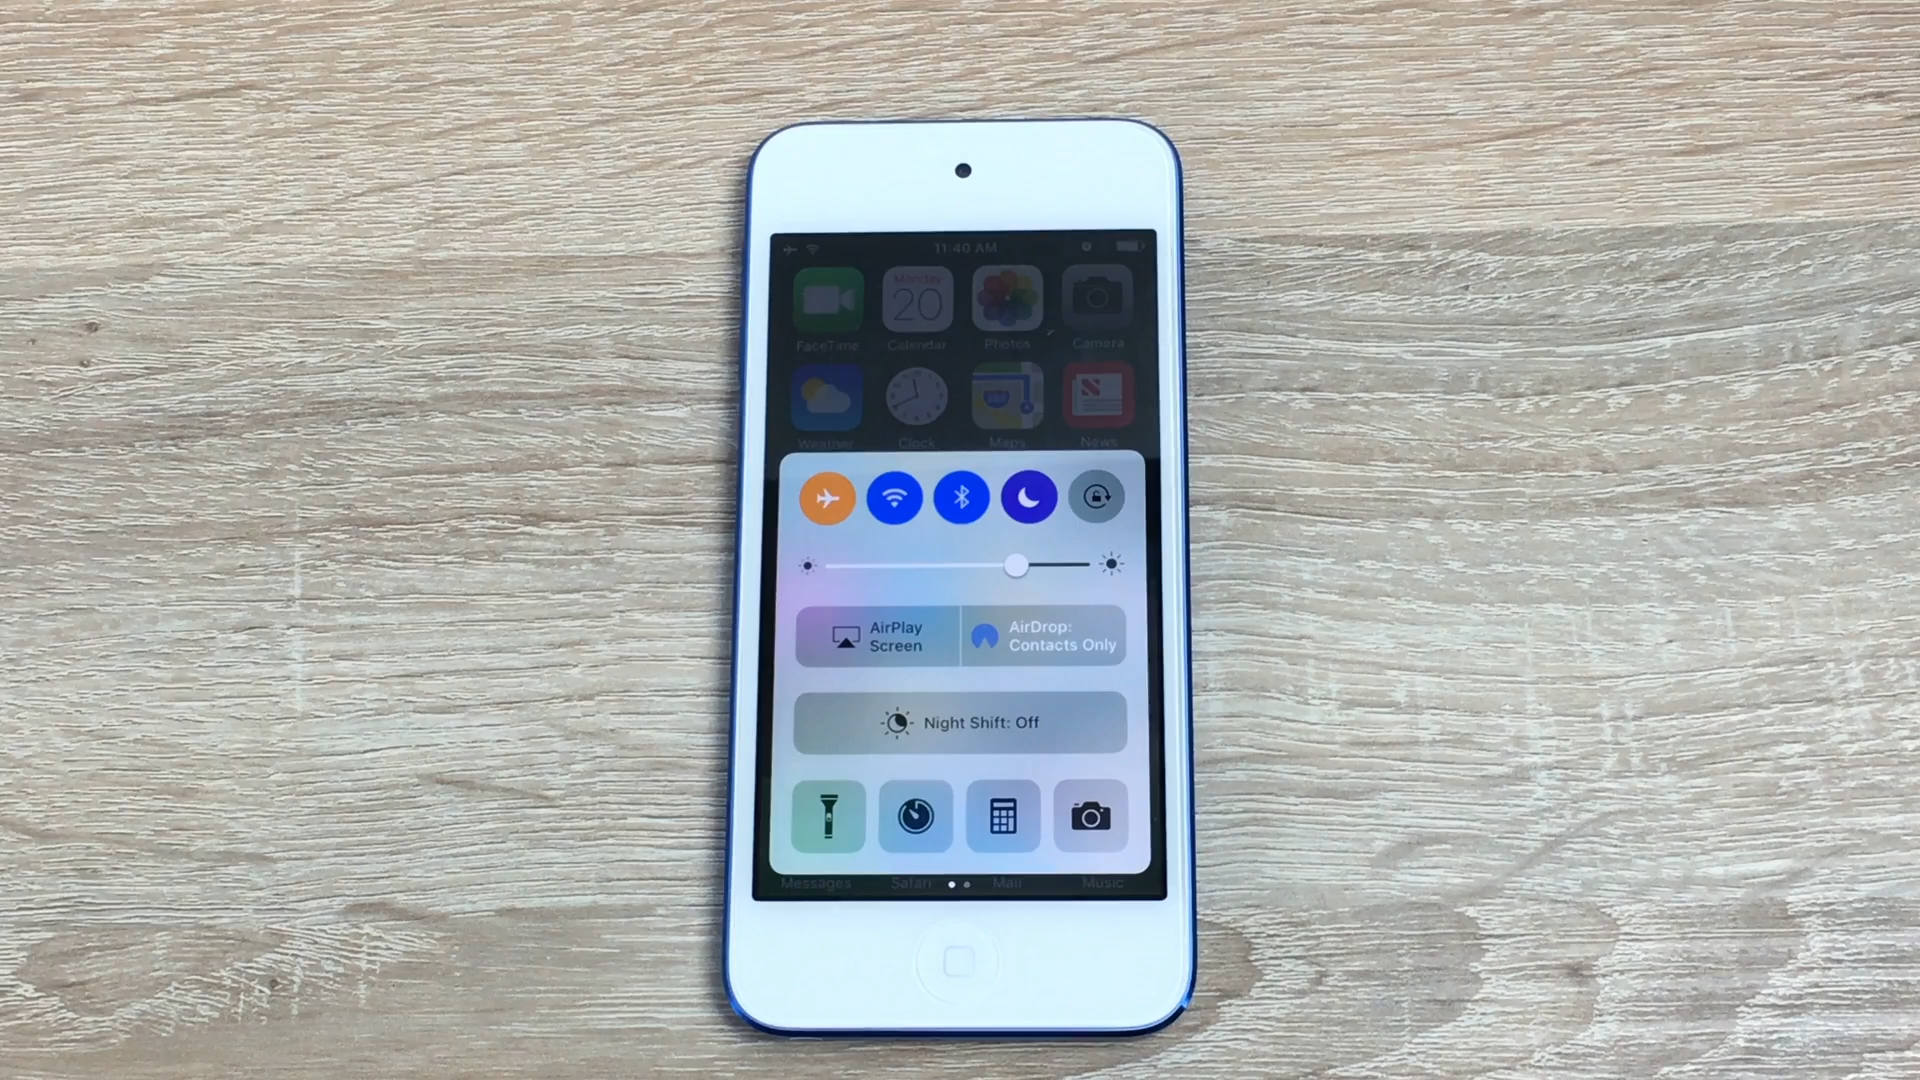 11:40 AM
Monday
20
FaceTime
Calendar
Photos
Camera
Weather
Clock
Maps
News
AirPlay
Screen
AirDrop:
Contacts Only
Night Shift: Off
Messages
Safari
Mail
Music